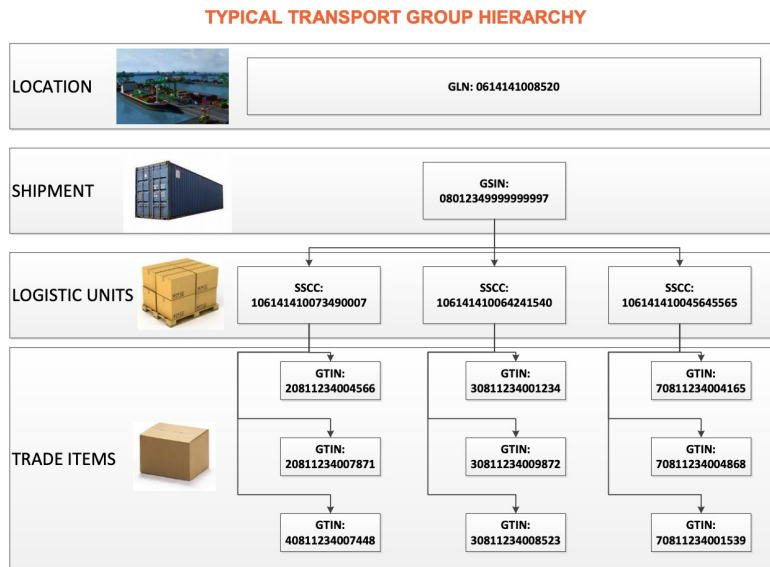 TYPICAL TRANSPORT GROUP HIERARCHY
LOCATION
GLN: 0614141008520
SHIPMENT
GSIN:
08012349999999997
LOGISTIC UNITS
SSCC:
106141410073490007
SSCC:
106141410064241540
SSCC:
106141410045645565
TRADE ITEMS
GTIN:
20811234004566
GTIN:
30811234001234
GTIN:
70811234004165
GTIN:
20811234007871
GTIN:
30811234009872
GTIN:
70811234004868
GTIN:
40811234007448
GTIN:
30811234008523
GTIN:
70811234001539